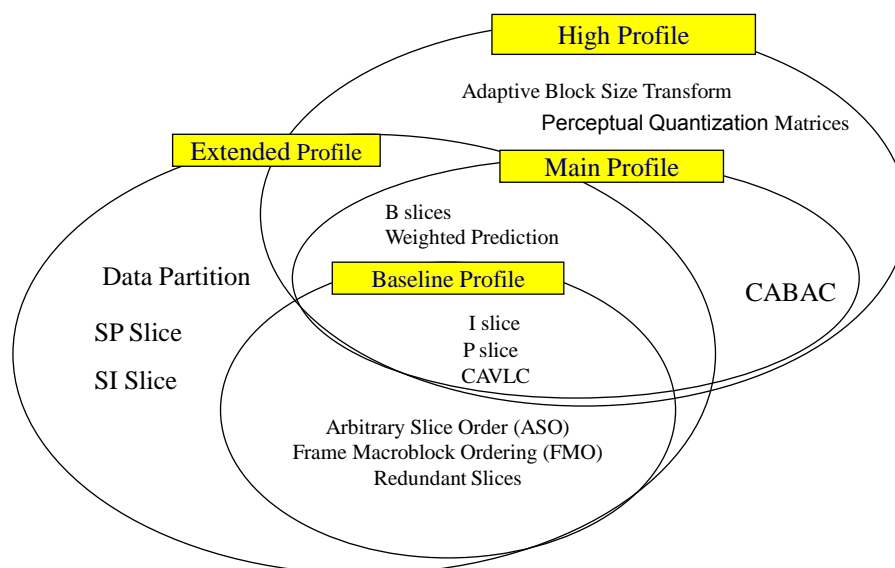 High Profile
Adaptive Block Size Transform
Perceptual Quantization Matrices
Extended Profile
Main Profile
B slices
Weighted Prediction
Data Partition
Baseline Profile
CABAC
SP Slice
I slice
P slice
SI Slice
CAVLC
Arbitrary Slice Order (ASO)
Frame Macroblock Ordering (FMO)
Redundant Slices